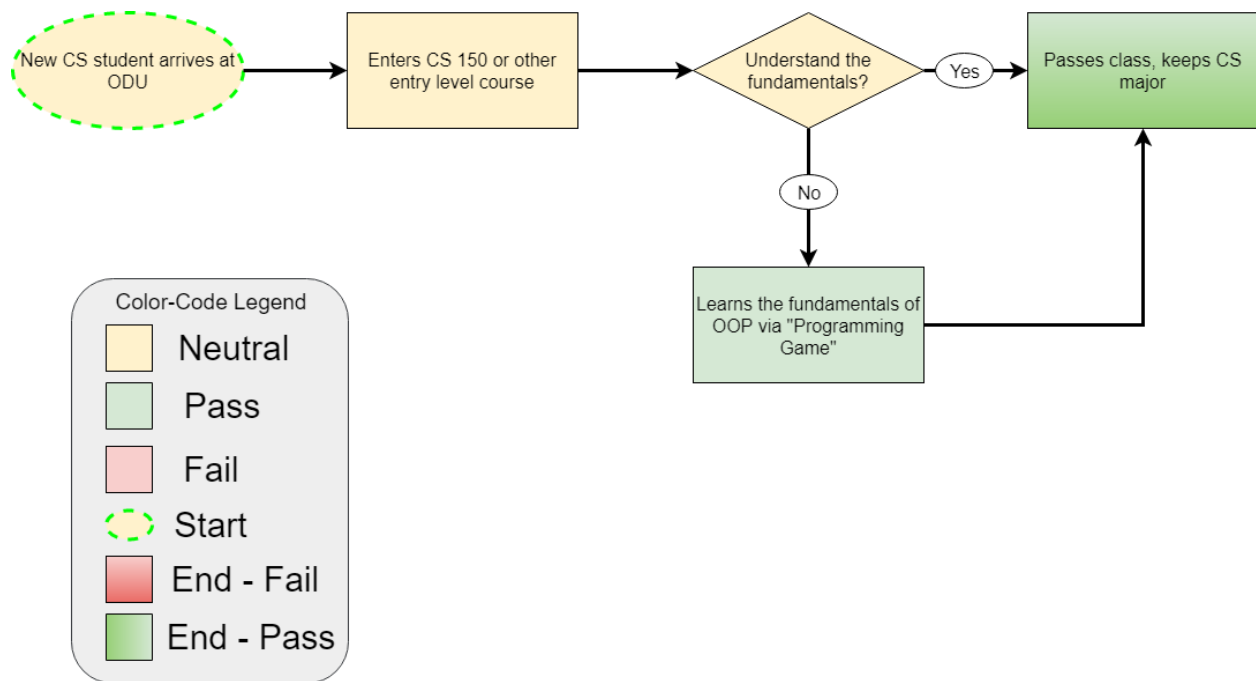 New CS student arrives at
ODU
Enters CS 150 or other
entry level course
Understand the
fundamentals?
Yes
Passes class, keeps CS
major
No
Learns the fundamentals of
OOP via "Programming
Game"
Color-Code Legend
Neutral
Pass
Fail
Start
End - Fail
End - Pass